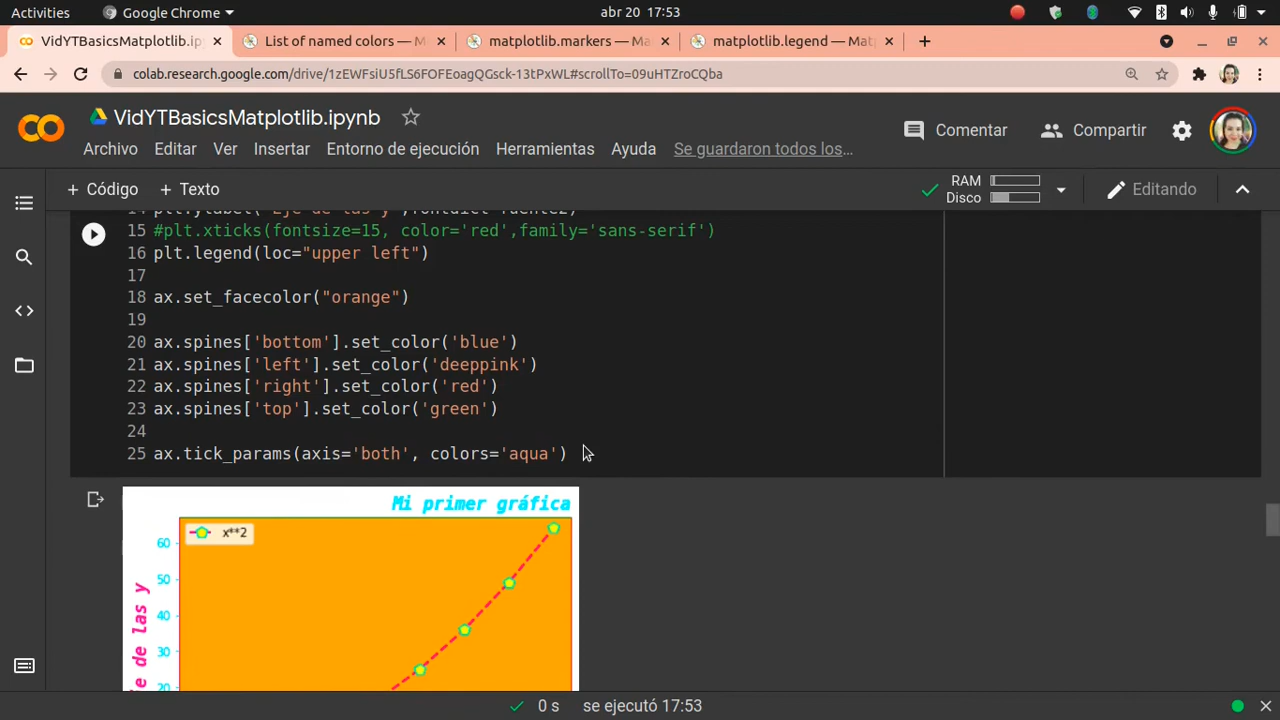 Activities
Google Chrome
abr 20 17:53
VidYTBasicsMatplotlib.ip
List of named colors — M
matplotlib.markers — Ma
matplotlib.legend — Mat
colab.research.google.com/drive/1zEWFsiU5fLS6FOFEoagQGsck-13tPxWL#scrollTo=09uHTZroCQba
VidYTBasicsMatplotlib.ipynb
Comentar
Compartir
Archivo Editar Ver Insertar Entorno de ejecución Herramientas Ayuda Se guardaron todos los…
+ Código + Texto
RAM
Disco
Editando
14 plt.ylabel("Eje de las y",fontdict=fuente2)
15 #plt.xticks(fontsize=15, color='red',family='sans-serif')
16 plt.legend(loc="upper left")
17
18 ax.set_facecolor("orange")
19
20 ax.spines['bottom'].set_color('blue')
21 ax.spines['left'].set_color('deeppink')
22 ax.spines['right'].set_color('red')
23 ax.spines['top'].set_color('green')
24
25 ax.tick_params(axis='both', colors='aqua')
Mi primer gráfica
x**2
60
50
40
30
20
je de las y
0 s se ejecutó 17:53